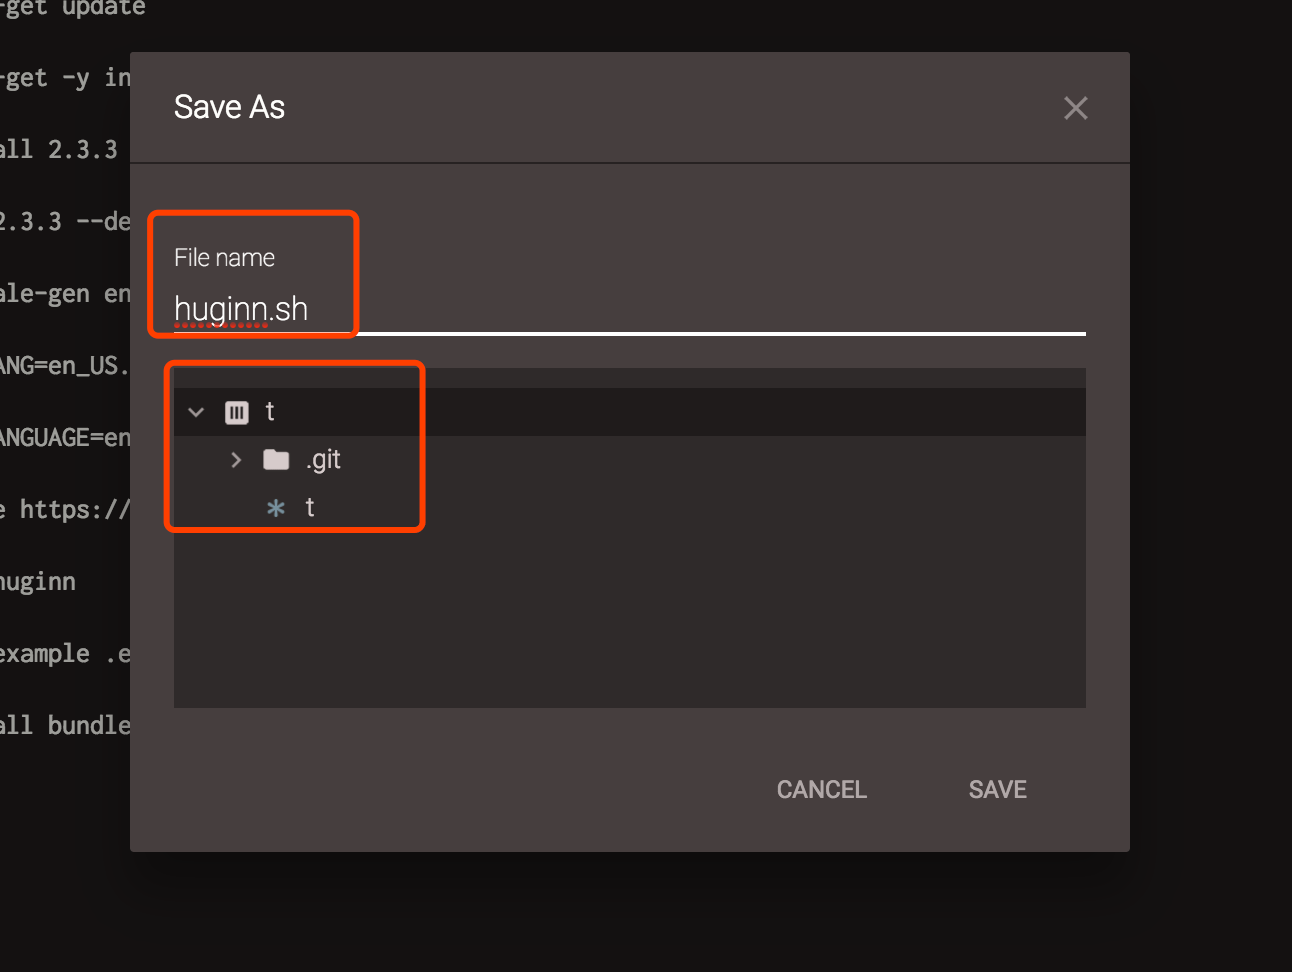 -get update
-get -y in
all 2.3.3
2.3.3 --de
ale-gen en
ANG=en_US.
ANGUAGE=en
e https://
huginn
example .e
all bundle
Save As
File name
huginn.sh
t
.git
t
CANCEL SAVE